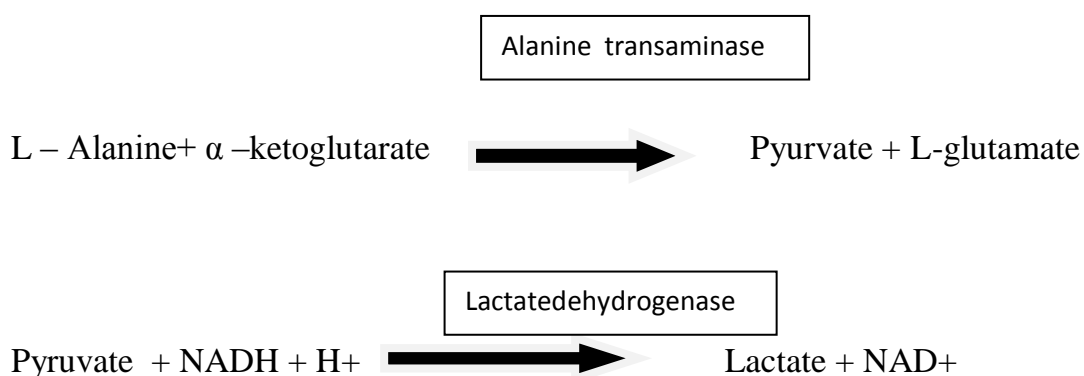 Alanine  transaminase
L – Alanine+ α –ketoglutarate Pyurvate + L-glutamate
Lactatedehydrogenase
Pyruvate  + NADH + H+ Lactate + NAD+